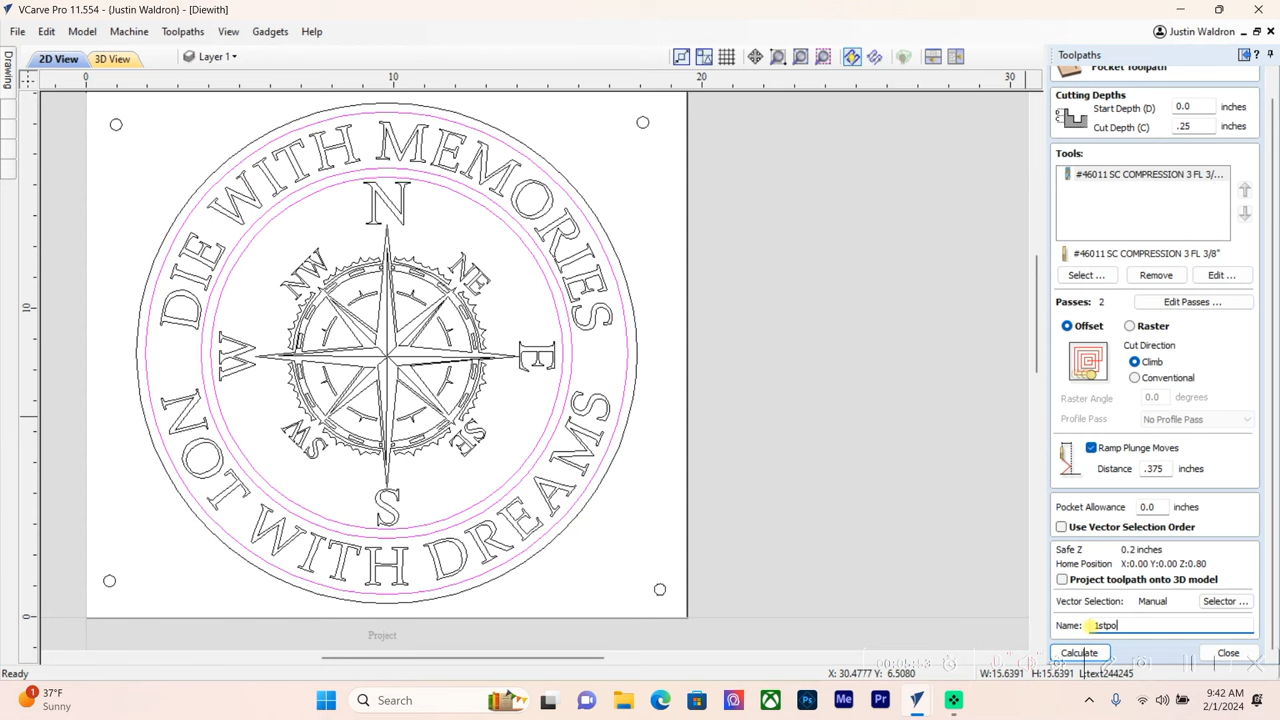 VCarve Pro 11.554 - {Justin Waldron} - [Diewith]
File Edit Model Machine Toolpaths View Gadgets Help
Justin Waldron
2D View 3D View Layer 1
Toolpaths
Drawing
0 10 20 30
10
0
DIE WITH MEMORIES
NOT WITH DREAMS
N
NW NE
W E
SW SE
S
Project
Pocket Toolpath
Cutting Depths
Start Depth (D) 0.0 inches
Cut Depth (C) .25 inches
Tools:
#46011 SC COMPRESSION 3 FL 3/...
#46011 SC COMPRESSION 3 FL 3/8"
Select ... Remove Edit ...
Passes: 2 Edit Passes ...
Offset Raster
Cut Direction
Climb
Conventional
Raster Angle 0.0 degrees
Profile Pass No Profile Pass
Ramp Plunge Moves
Distance .375 inches
Pocket Allowance 0.0 inches
Use Vector Selection Order
Safe Z 0.2 inches
Home Position X:0.00 Y:0.00 Z:0.80
Project toolpath onto 3D model
Vector Selection: Manual Selector ...
Name: 1stpo
Calculate Close
Ready
X: 30.4777 Y: 6.5080
W:15.6391 H:15.6391 L:text244245
37°F
Sunny
Search
Me
Pr
9:42 AM
2/1/2024